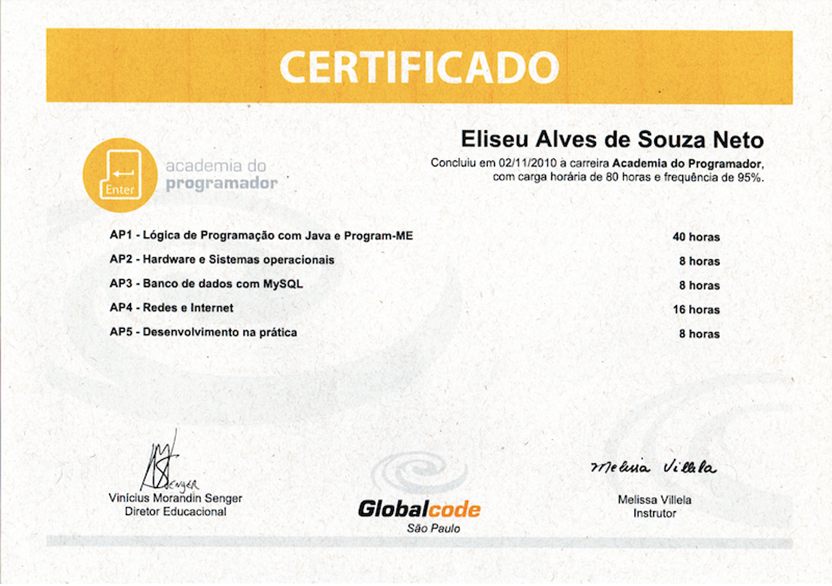 CERTIFICADO
Eliseu Alves de Souza Neto
Concluiu em 02/11/2010 a carreira Academia do Programador,
com carga horária de 80 horas e frequência de 95%.
Enter
academia do
programador
AP1 - Lógica de Programação com Java e Program-ME 40 horas
AP2 - Hardware e Sistemas operacionais 8 horas
AP3 - Banco de dados com MySQL 8 horas
AP4 - Redes e Internet 16 horas
AP5 - Desenvolvimento na prática 8 horas
SENGER
Melissa Villela
Vinícius Morandin Senger
Diretor Educacional
Globalcode
São Paulo
Melissa Villela
Instrutor